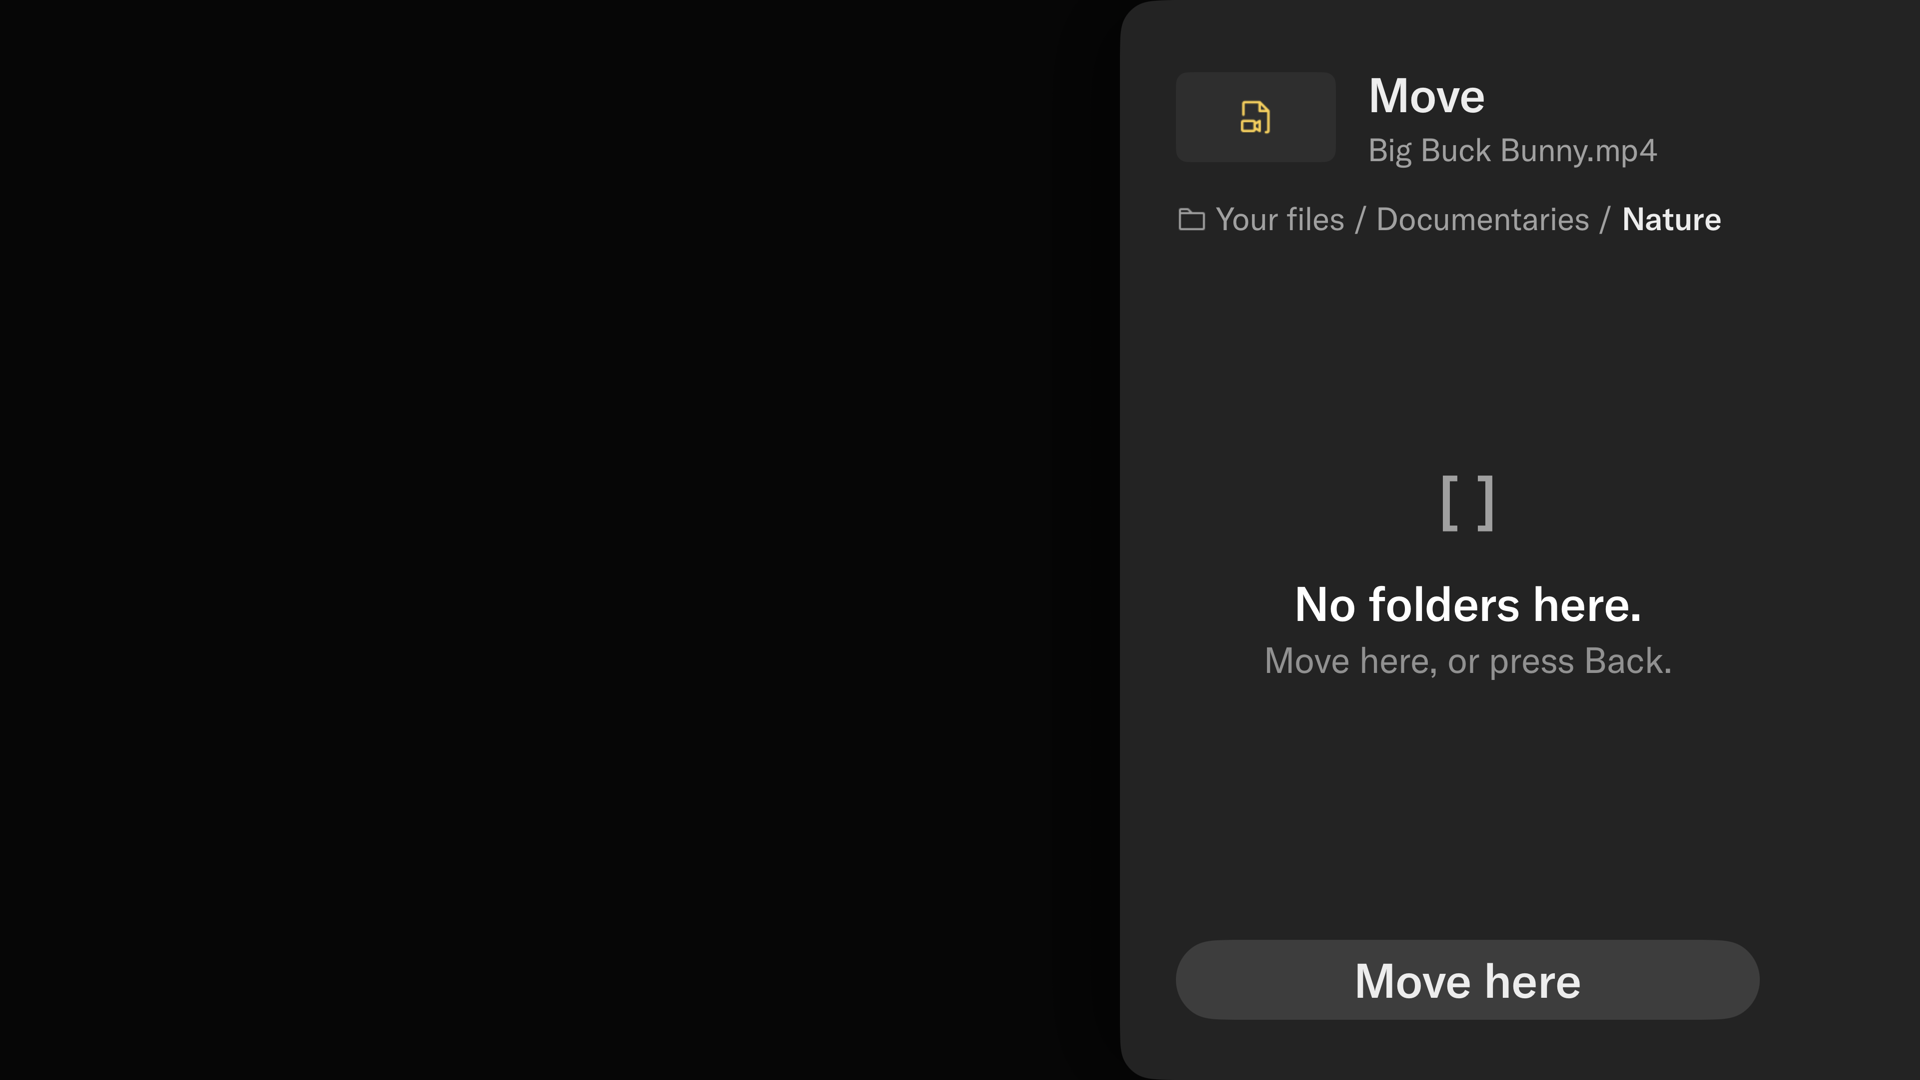 Move
Big Buck Bunny.mp4
Your files / Documentaries / Nature
[ ]
No folders here.
Move here, or press Back.
Move here